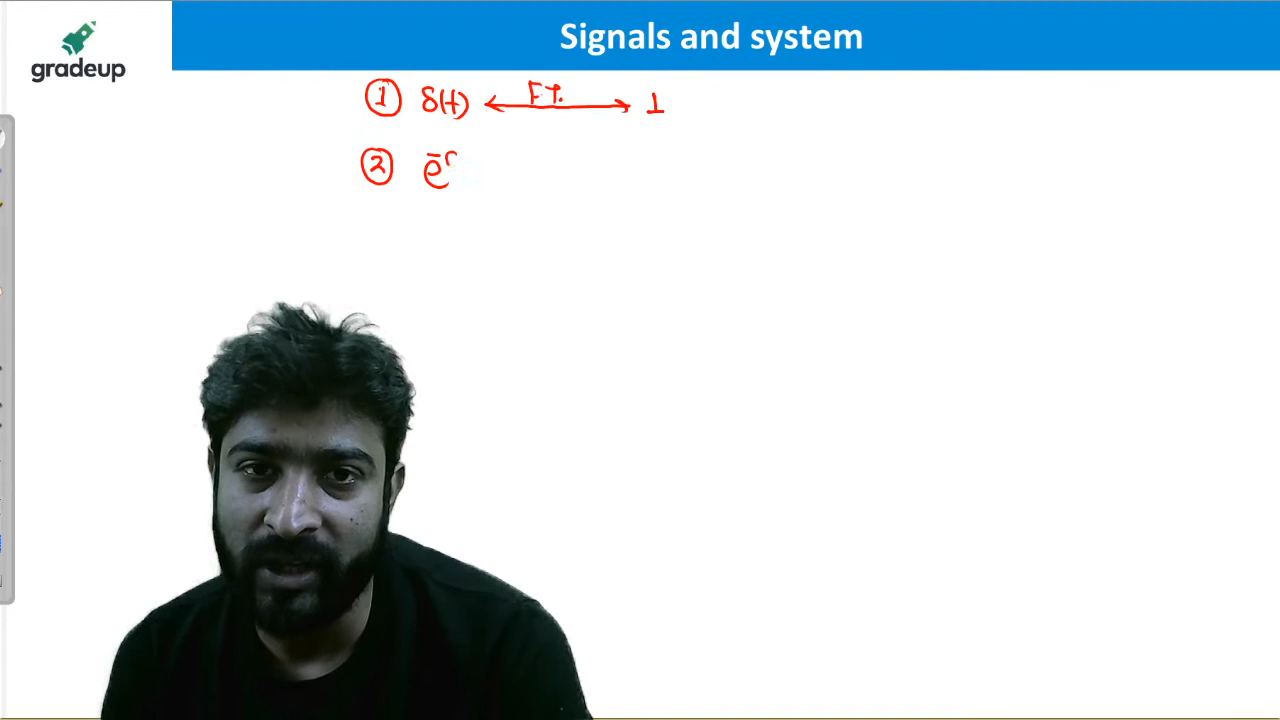 gradeup
Signals and system
① δ(t) ⟷ F.T. 1
② e⁻